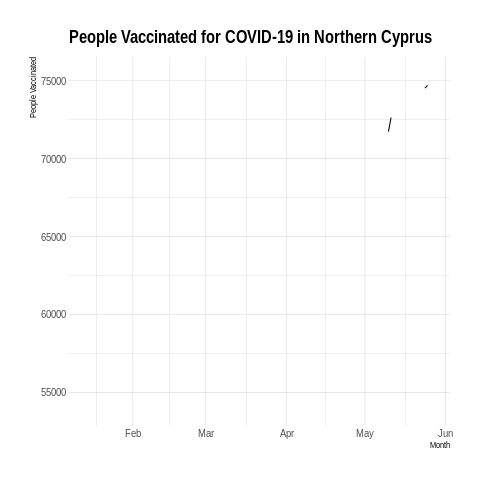 People Vaccinated for COVID-19 in Northern Cyprus
People Vaccinated
75000
70000
65000
60000
55000
Feb Mar Apr May Jun
Month